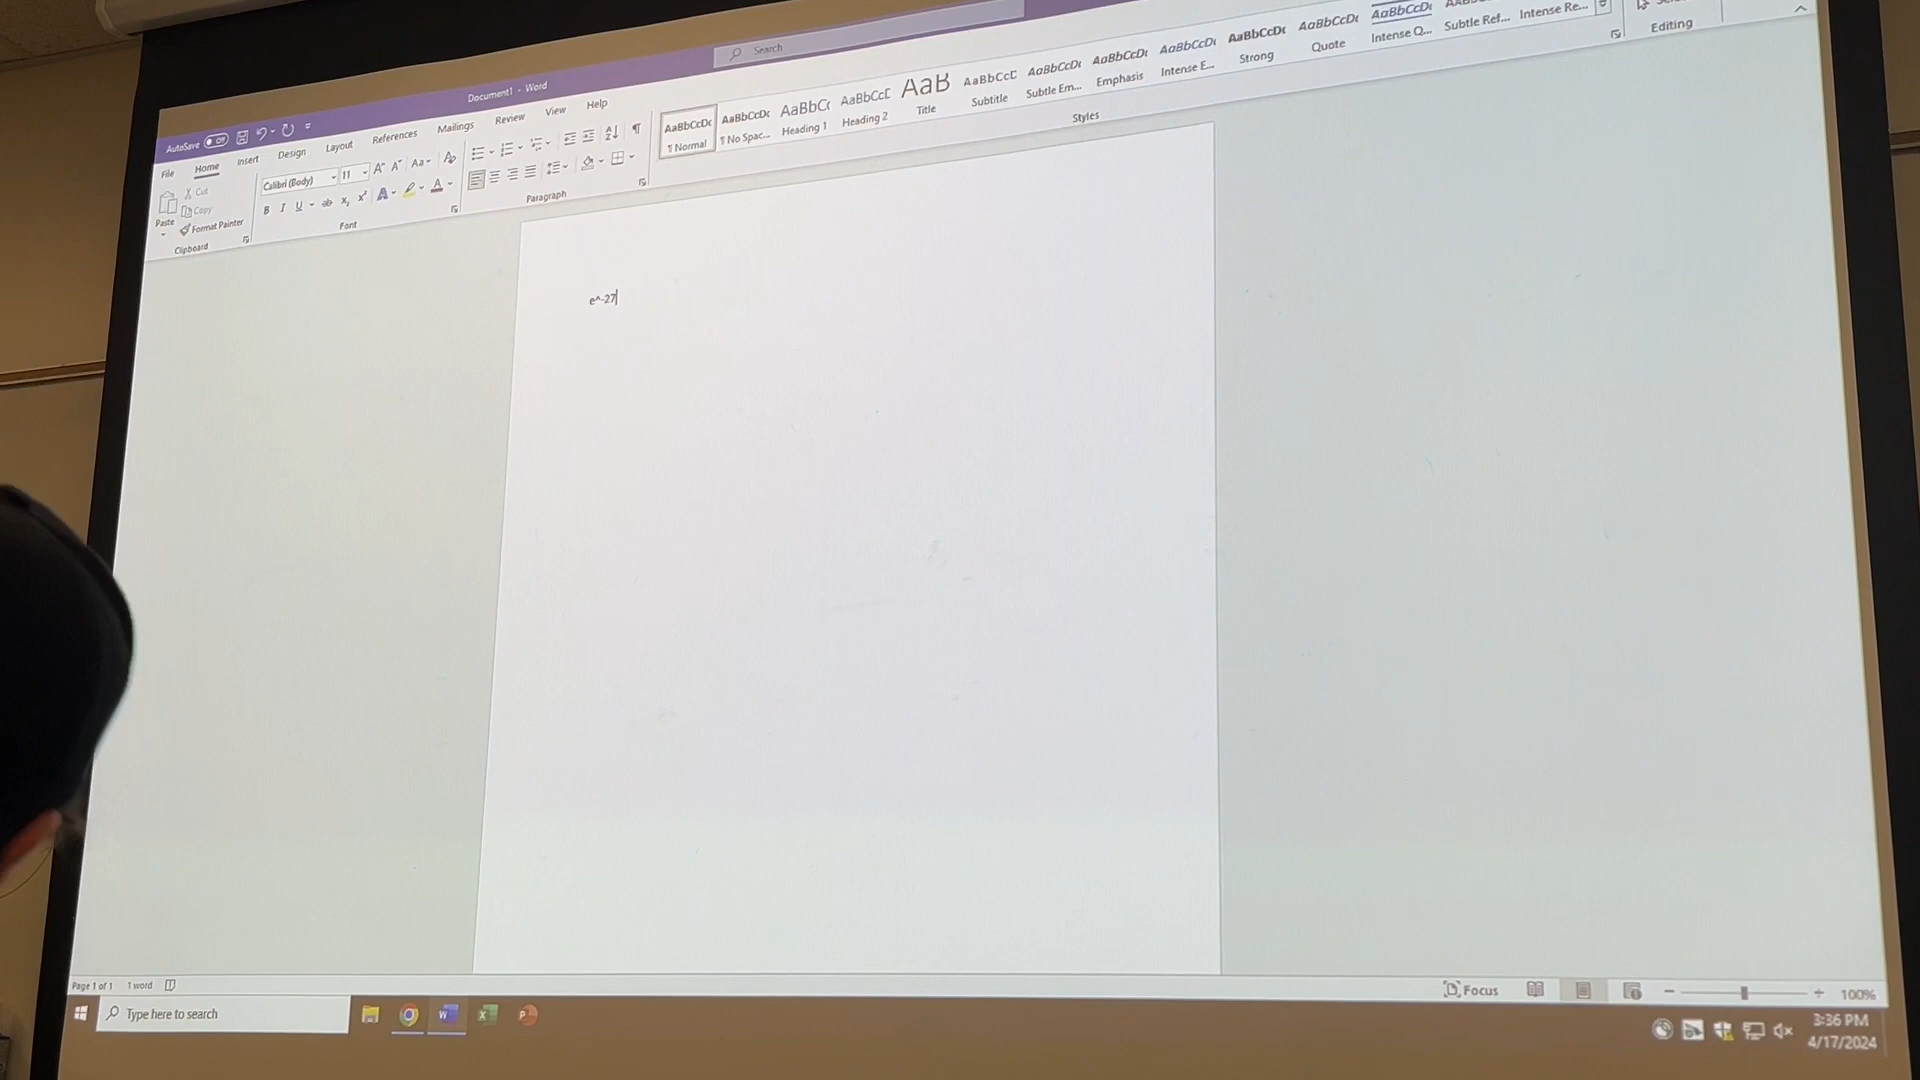 Search
Document1 - Word
AutoSave Off
File Home Insert Design Layout References Mailings Review View Help
Cut
Copy
Format Painter
Paste
Clipboard
Calibri (Body) 11
Font
Paragraph
AaBbCcDc AaBbCcDc AaBbCc AaBbCcC AaB AaBbCcC AaBbCcDc AaBbCcDc AaBbCcDc AaBbCcDc AaBbCcDc AaBbCcDc
¶ Normal ¶ No Spac... Heading 1 Heading 2 Title Subtitle Subtle Em... Emphasis Intense E... Strong Quote Intense Q... Subtle Ref... Intense Re...
Styles
Editing
e^-27
Page 1 of 1 1 word
Focus
100%
Type here to search
3:36 PM
4/17/2024